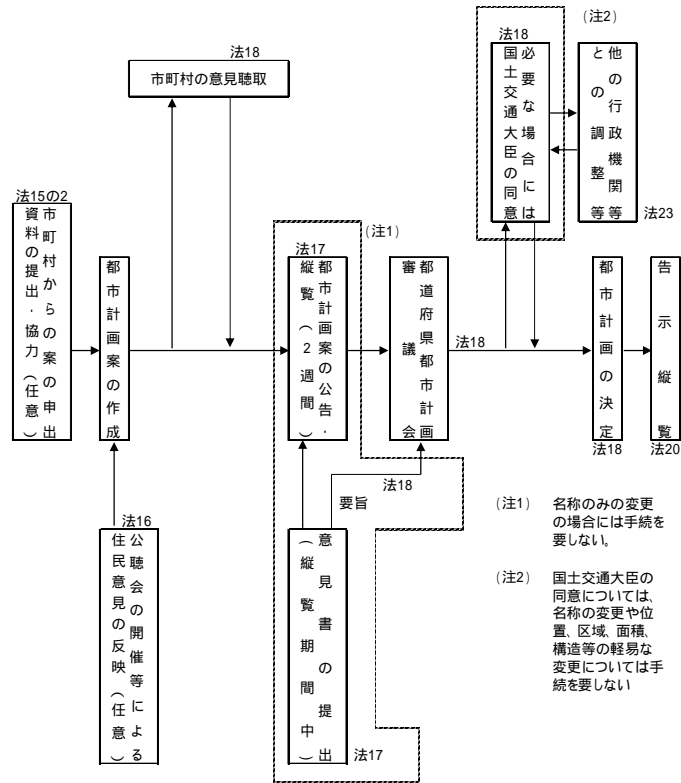 法18
市町村の意見聴取
法15の2
市町村からの案の申出
資料の提出・協力（任意）
都市計画案の作成
法16
公聴会の開催等による
住民意見の反映（任意）
(注1)
法17
都市計画案の公告・
縦覧（2週間）
意見書の提出
（縦覧期間中）
法17
要旨
法18
都道府県都市計画
審議会
法18
(注2)
法18
必要な場合には
国土交通大臣の同意
他の行政機関等
との調整等
法23
都市計画の決定
法18
告示縦覧
法20
(注1) 名称のみの変更
の場合には手続を
要しない。
(注2) 国土交通大臣の
同意については、
名称の変更や位
置、区域、面積、
構造等の軽易な
変更については手
続を要しない